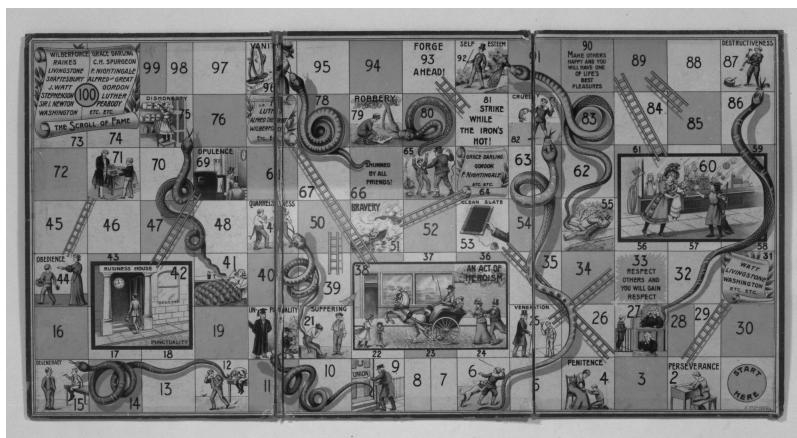 WILBERFORCE GRACE DARLING
RAIKES C.H. SPURGEON
LIVINGSTONE F. NIGHTINGALE
SHAFTESBURY ALFRED THE GREAT
J. WATT GORDON
STEPHENSON 100 LUTHER
SIR I. NEWTON PEABODY
WASHINGTON ETC. ETC.
THE SCROLL OF FAME
99 98 97
VANITY
96
95 94
FORGE
93
AHEAD!
SELF ESTEEM
92
91
90
MAKE OTHERS
HAPPY AND YOU
WILL HAVE ONE
OF LIFE'S
BEST
PLEASURES
89 88
DESTRUCTIVENESS
87
73 74
DISHONESTY
75
76
78
ROBBERY
79
80
81
STRIKE
WHILE
THE IRON'S
HOT!
82
83
84 85 86
72
71
70
OPULENCE
69
67
66
SHUNNED
BY ALL
FRIENDS!
65
GRACE DARLING
GORDON
F. NIGHTINGALE
ETC. ETC.
64
63
62
61
60
59
45 46 47 48
QUARRELSOMENESS
50
BRAVERY
51
52
CLEAN SLATE
53
54
55
56 57 58
OBEDIENCE
44
43
BUSINESS HOUSE
42
PUNCTUALITY
41
40
39
38
37 36
AN ACT OF
HEROISM
35
34
33
RESPECT
OTHERS AND
YOU WILL GAIN
RESPECT
32
31
WATT
LIVINGSTONE
WASHINGTON
ETC. ETC.
16
17 18
19
SUFFERING
21
22 23 24
VENERATION
26
27
28
29
30
15
14
13
12
11
10
UNION
9
8
7
6
5
PENITENCE
4
3
PERSEVERANCE
2
START
HERE